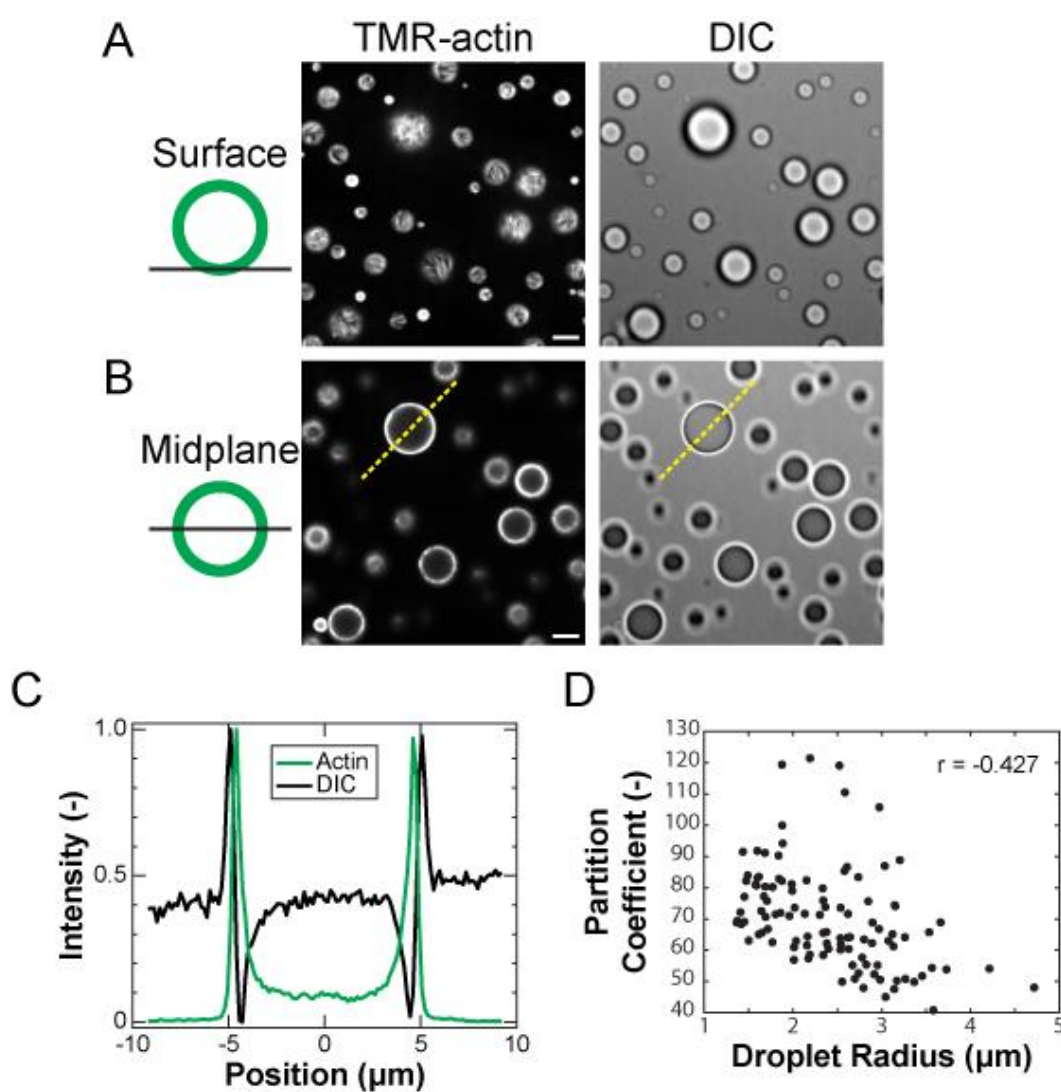 A
TMR-actin
DIC
Surface
B
Midplane
C
D
1.0
0.5
0
Intensity (-)
Actin
DIC
-10
-5
0
5
10
Position (µm)
130
120
110
100
90
80
70
60
50
40
Partition
Coefficient (-)
r = -0.427
1
2
3
4
5
Droplet Radius (µm)